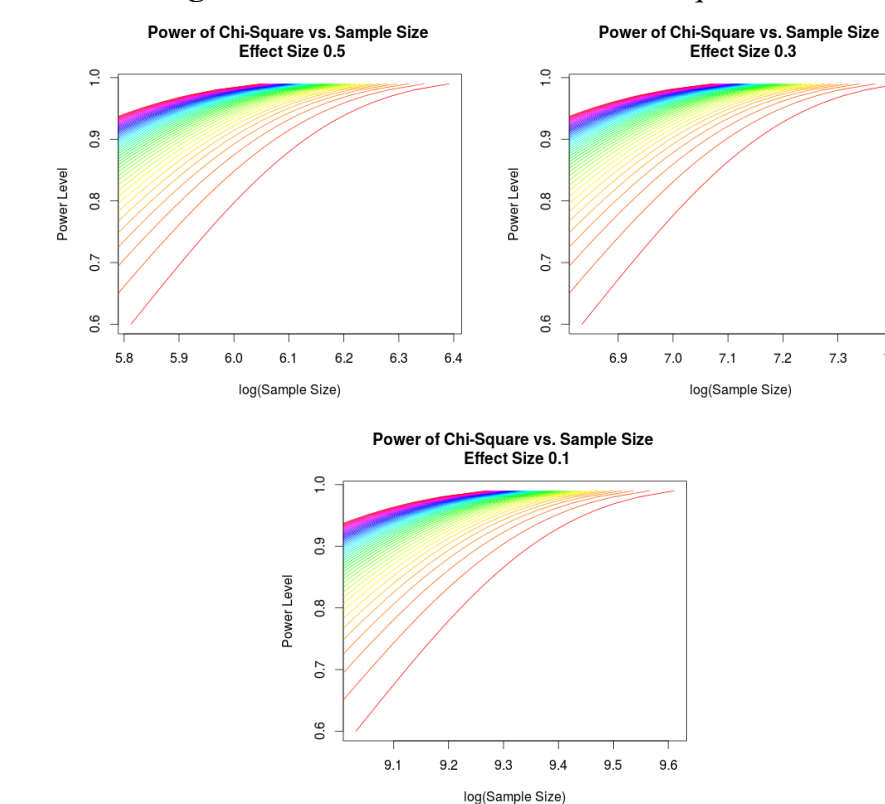 Power of Chi-Square vs. Sample Size
Effect Size 0.5
Power Level
1.0
0.9
0.8
0.7
0.6
5.8 5.9 6.0 6.1 6.2 6.3 6.4
log(Sample Size)
Power of Chi-Square vs. Sample Size
Effect Size 0.3
Power Level
1.0
0.9
0.8
0.7
0.6
6.9 7.0 7.1 7.2 7.3
log(Sample Size)
Power of Chi-Square vs. Sample Size
Effect Size 0.1
Power Level
1.0
0.9
0.8
0.7
0.6
9.1 9.2 9.3 9.4 9.5 9.6
log(Sample Size)